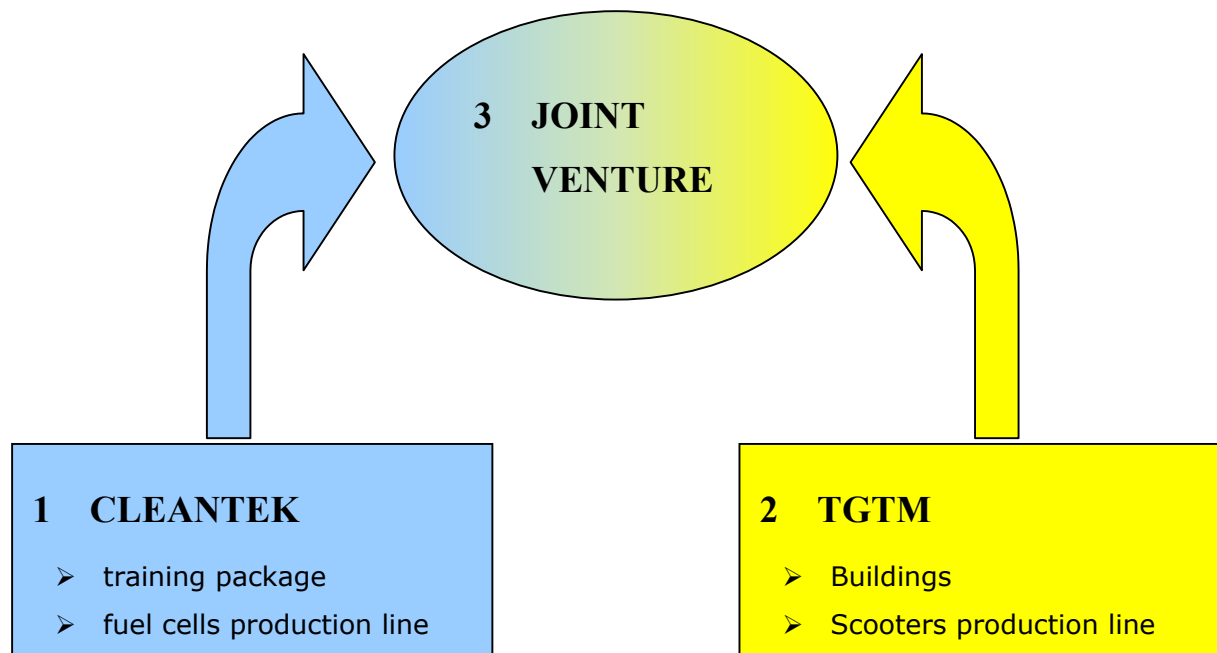 3 JOINT
VENTURE
1 CLEANTEK
➢ training package
➢ fuel cells production line
2 TGTM
➢ Buildings
➢ Scooters production line